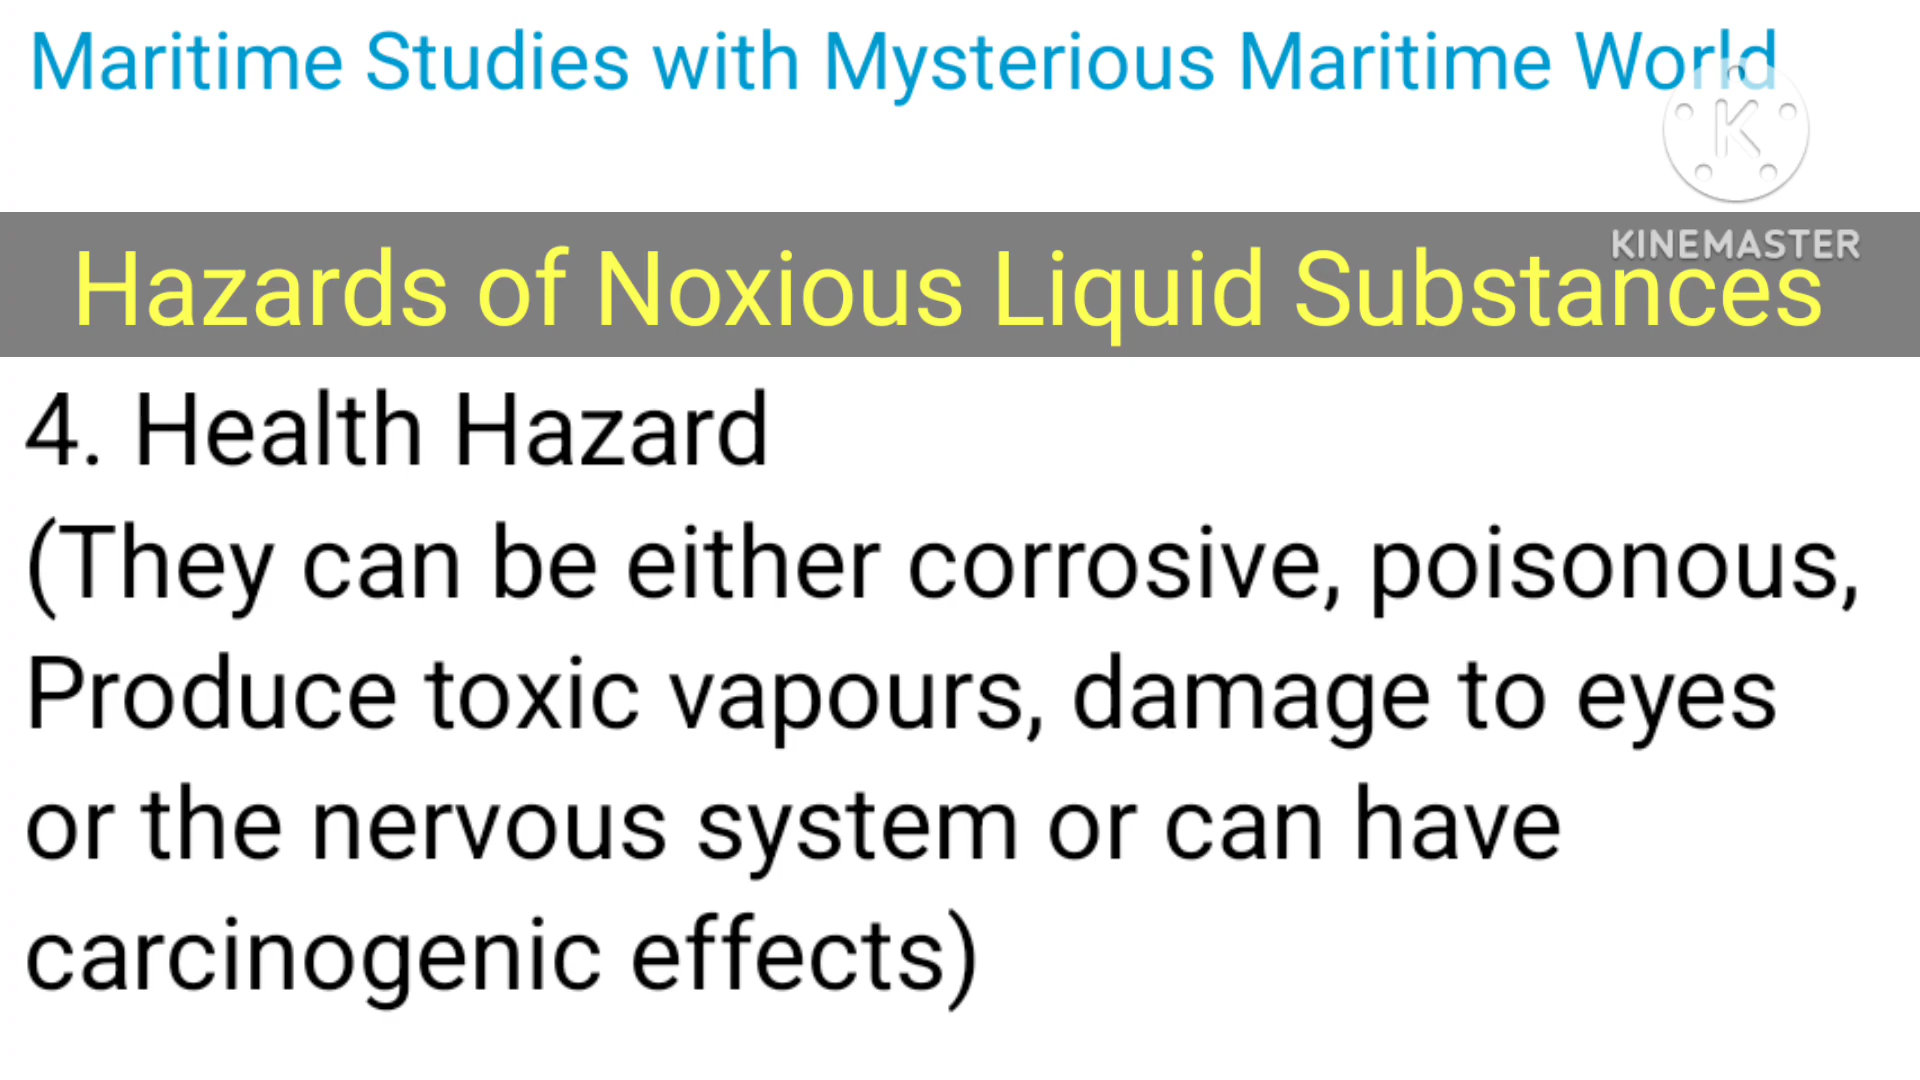 Maritime Studies with Mysterious Maritime World
K
KINEMASTER
Hazards of Noxious Liquid Substances
4. Health Hazard
(They can be either corrosive, poisonous,
Produce toxic vapours, damage to eyes
or the nervous system or can have
carcinogenic effects)